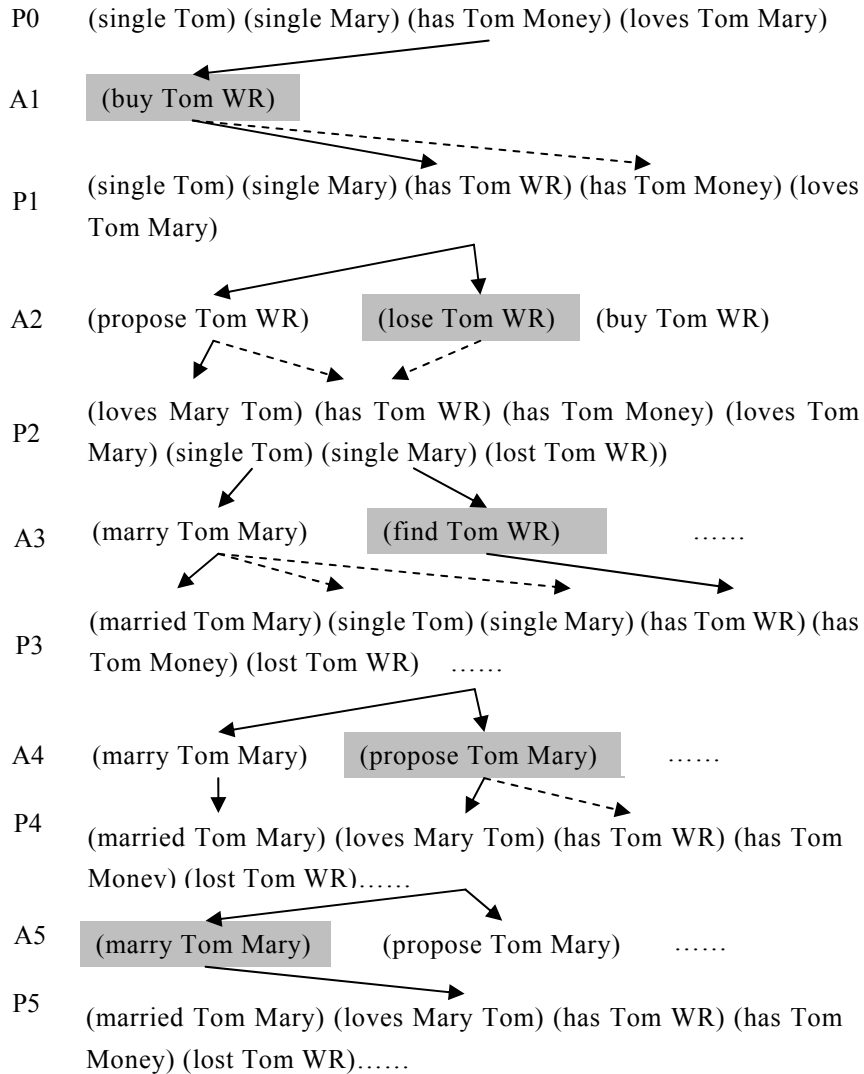 P0 (single Tom) (single Mary) (has Tom Money) (loves Tom Mary)
A1 (buy Tom WR)
P1 (single Tom) (single Mary) (has Tom WR) (has Tom Money) (loves
Tom Mary)
A2 (propose Tom WR) (lose Tom WR) (buy Tom WR)
P2 (loves Mary Tom) (has Tom WR) (has Tom Money) (loves Tom
Mary) (single Tom) (single Mary) (lost Tom WR))
A3 (marry Tom Mary) (find Tom WR) ......
P3 (married Tom Mary) (single Tom) (single Mary) (has Tom WR) (has
Tom Money) (lost Tom WR) ......
A4 (marry Tom Mary) (propose Tom Mary) ......
P4 (married Tom Mary) (loves Mary Tom) (has Tom WR) (has Tom
Money) (lost Tom WR)......
A5 (marry Tom Mary) (propose Tom Mary) ......
P5 (married Tom Mary) (loves Mary Tom) (has Tom WR) (has Tom
Money) (lost Tom WR)......